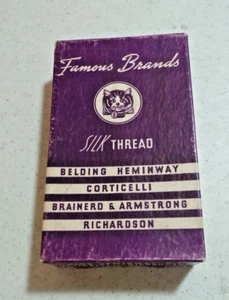 Famous Brands
SILK THREAD
BELDING HEMINWAY
CORTICELLI
BRAINERD & ARMSTRONG
RICHARDSON